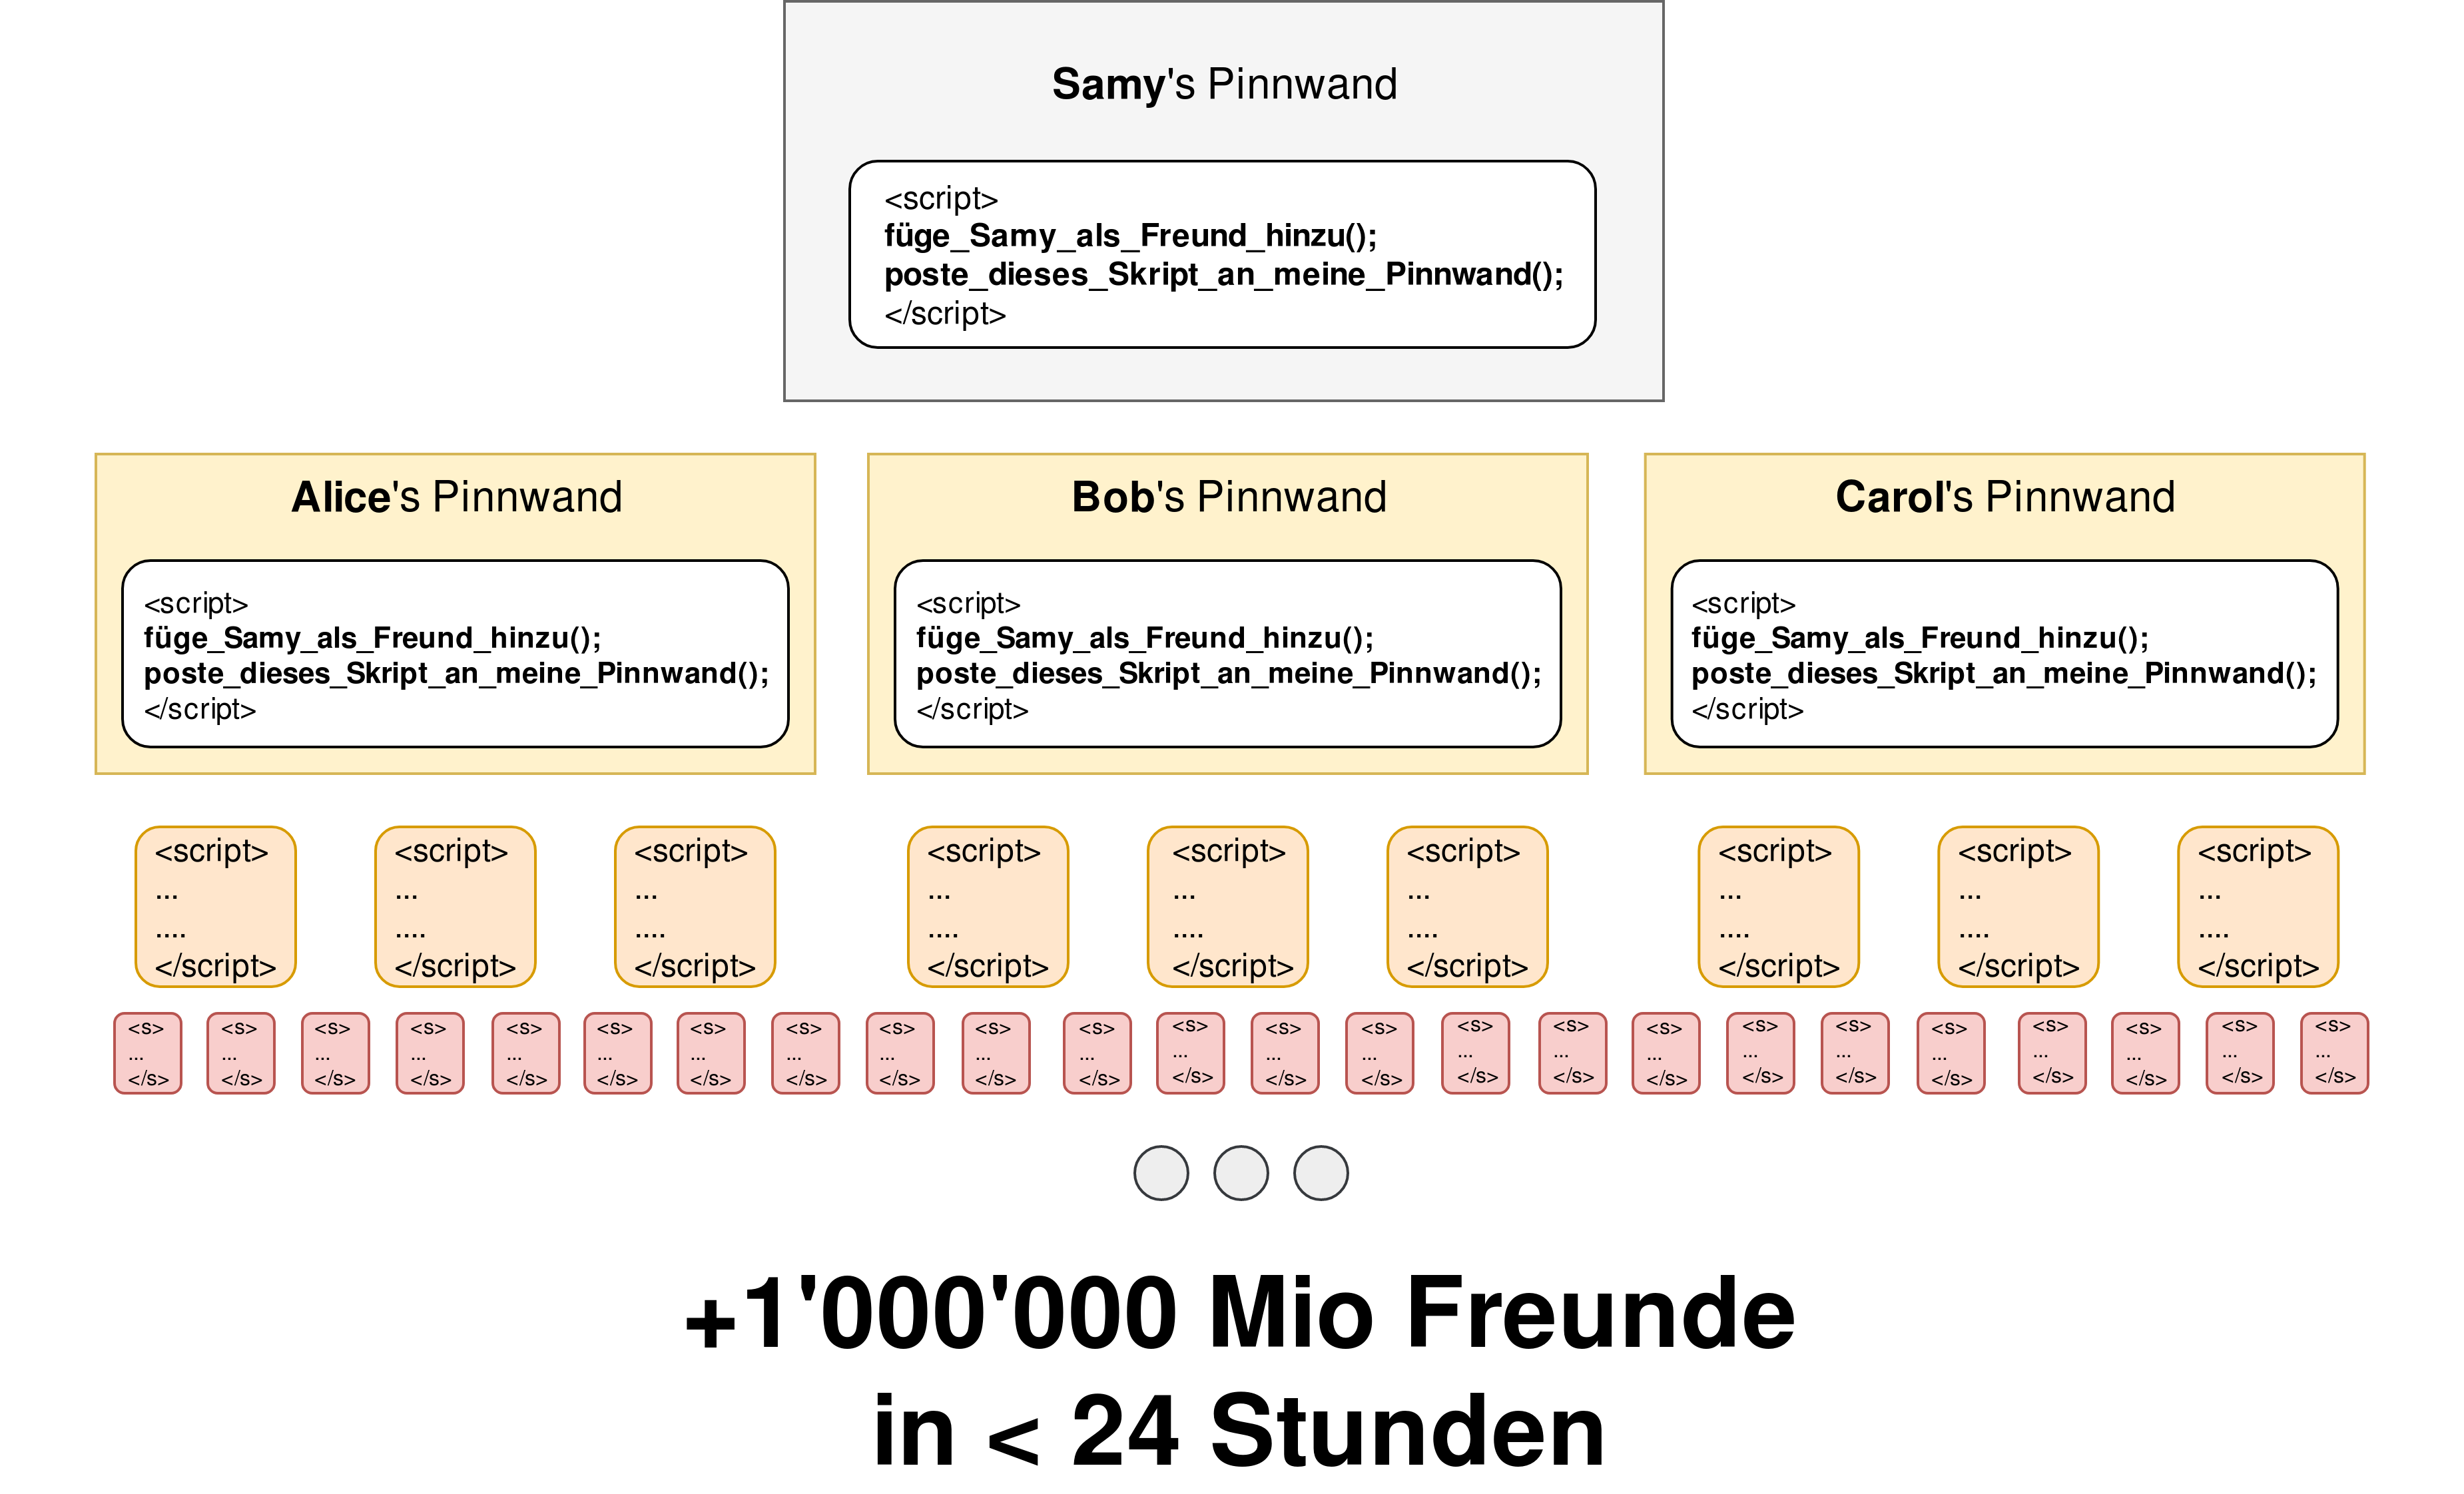 Samy's Pinnwand
<script>
füge_Samy_als_Freund_hinzu();
poste_dieses_Skript_an_meine_Pinnwand();
</script>
Alice's Pinnwand
<script>
füge_Samy_als_Freund_hinzu();
poste_dieses_Skript_an_meine_Pinnwand();
</script>
Bob's Pinnwand
<script>
füge_Samy_als_Freund_hinzu();
poste_dieses_Skript_an_meine_Pinnwand();
</script>
Carol's Pinnwand
<script>
füge_Samy_als_Freund_hinzu();
poste_dieses_Skript_an_meine_Pinnwand();
</script>
<script>
...
....
</script>
<script>
...
....
</script>
<script>
...
....
</script>
<script>
...
....
</script>
<script>
...
....
</script>
<script>
...
....
</script>
<script>
...
....
</script>
<script>
...
....
</script>
<script>
...
....
</script>
<s>
...
</s>
<s>
...
</s>
<s>
...
</s>
<s>
...
</s>
<s>
...
</s>
<s>
...
</s>
<s>
...
</s>
<s>
...
</s>
<s>
...
</s>
<s>
...
</s>
<s>
...
</s>
<s>
...
</s>
<s>
...
</s>
<s>
...
</s>
<s>
...
</s>
<s>
...
</s>
<s>
...
</s>
<s>
...
</s>
<s>
...
</s>
<s>
...
</s>
<s>
...
</s>
<s>
...
</s>
<s>
...
</s>
<s>
...
</s>
+1'000'000 Mio Freunde
in < 24 Stunden